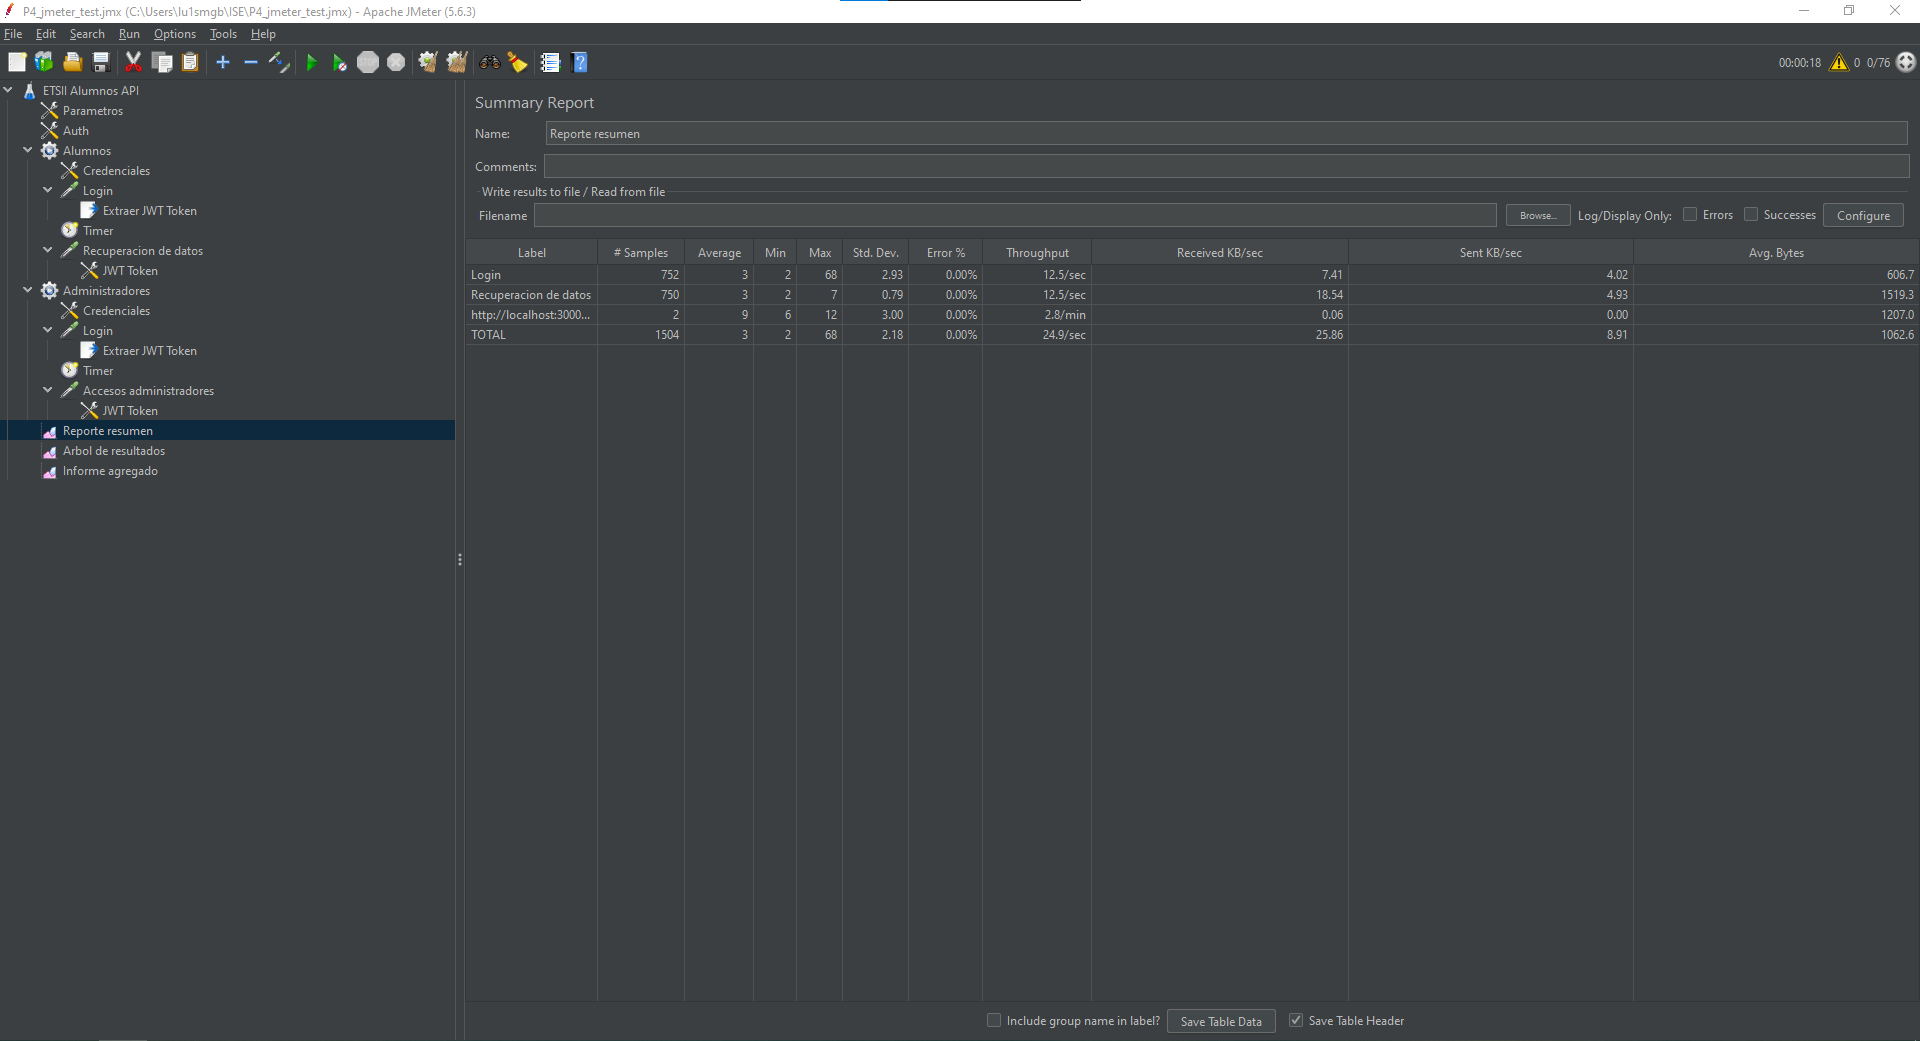 P4_jmeter_test.jmx (C:\Users\lu1smgb\ISE\P4_jmeter_test.jmx) - Apache JMeter (5.6.3)
File Edit Search Run Options Tools Help
STOP
00:00:18 0 0/76
ETSII Alumnos API
Parametros
Auth
Alumnos
Credenciales
Login
Extraer JWT Token
Timer
Recuperacion de datos
JWT Token
Administradores
Credenciales
Login
Extraer JWT Token
Timer
Accesos administradores
JWT Token
Reporte resumen
Arbol de resultados
Informe agregado
Summary Report
Name: Reporte resumen
Comments:
Write results to file / Read from file
Filename Browse... Log/Display Only: Errors Successes Configure
Label # Samples Average Min Max Std. Dev. Error % Throughput Received KB/sec Sent KB/sec Avg. Bytes
Login 752 3 2 68 2.93 0.00% 12.5/sec 7.41 4.02 606.7
Recuperacion de datos 750 3 2 7 0.79 0.00% 12.5/sec 18.54 4.93 1519.3
http://localhost:3000... 2 9 6 12 3.00 0.00% 2.8/min 0.06 0.00 1207.0
TOTAL 1504 3 2 68 2.18 0.00% 24.9/sec 25.86 8.91 1062.6
Include group name in label? Save Table Data Save Table Header